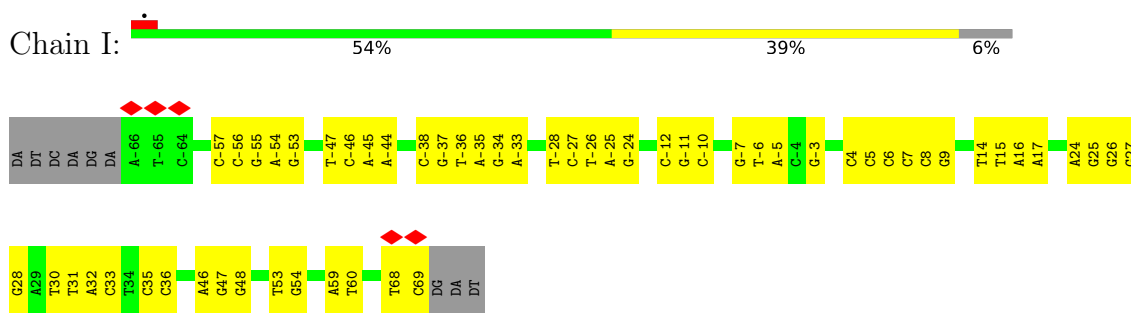 Chain I:
54% 39% 6%
DA DT DC DA DG DA A-66 T-65 C-64 C-57 C-56 G-55 A-54 G-53 T-47 C-46 A-45 A-44 C-38 G-37 T-36 A-35 G-34 A-33 T-28 C-27 T-26 A-25 G-24 C-12 G-11 C-10 G-7 T-6 A-5 C-4 G-3 C4 C5 C6 C7 C8 G9 T14 T15 A16 A17 A24 G25 G26 C27
G28 A29 T30 T31 A32 C33 T34 C35 C36 A46 G47 G48 T53 G54 A59 T60 T68 C69 DG DA DT